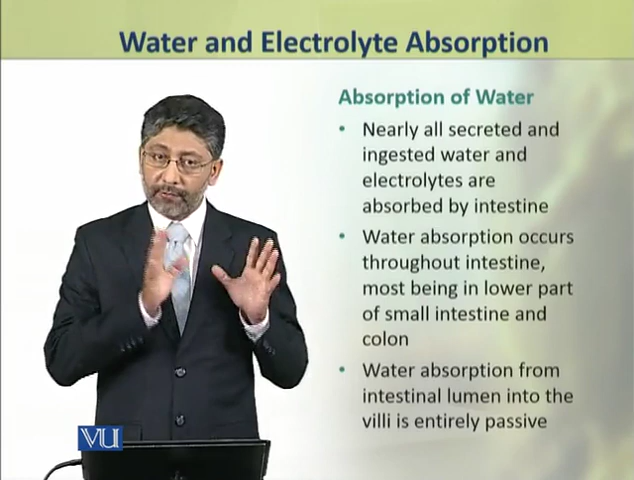 Water and Electrolyte Absorption
Absorption of Water
• Nearly all secreted and
ingested water and
electrolytes are
absorbed by intestine
• Water absorption occurs
throughout intestine,
most being in lower part
of small intestine and
colon
• Water absorption from
intestinal lumen into the
villi is entirely passive
VU